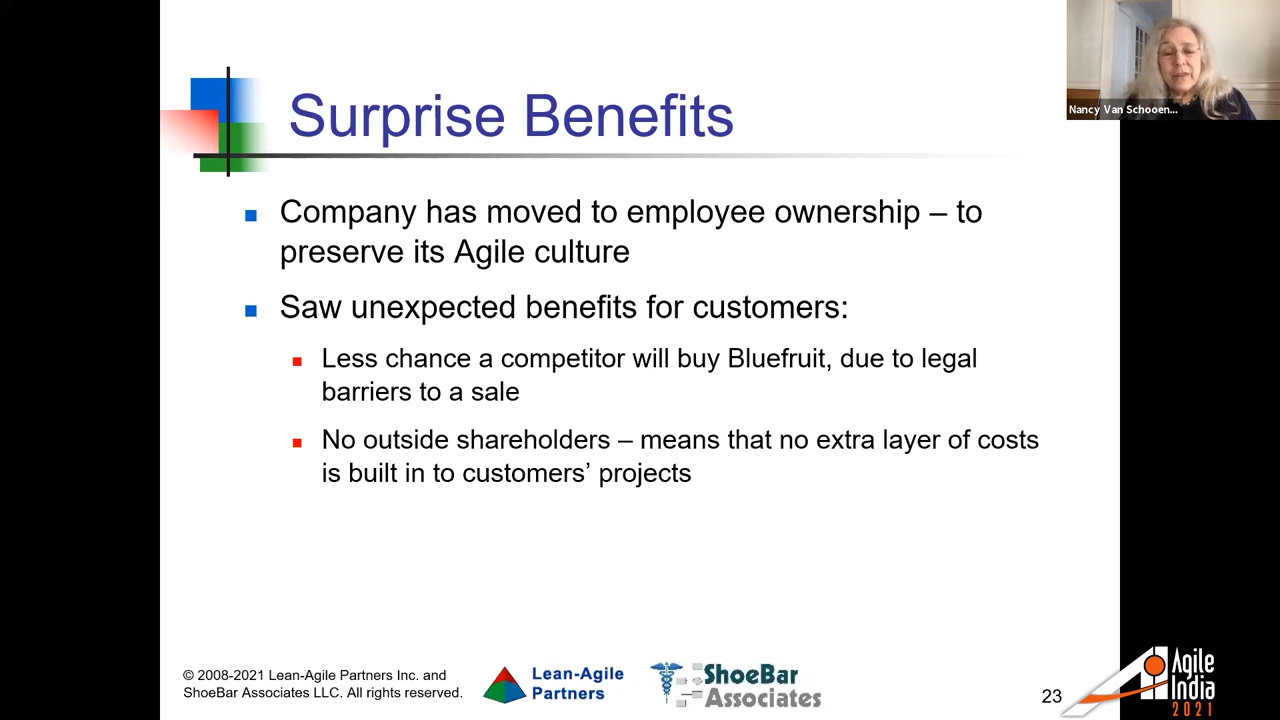 Surprise Benefits
Nancy Van Schooen...
Company has moved to employee ownership – to
preserve its Agile culture
Saw unexpected benefits for customers:
Less chance a competitor will buy Bluefruit, due to legal
barriers to a sale
No outside shareholders – means that no extra layer of costs
is built in to customers’ projects
© 2008-2021 Lean-Agile Partners Inc. and
ShoeBar Associates LLC. All rights reserved.
Lean-Agile
Partners
ShoeBar
Associates
23
Agile
India
2021